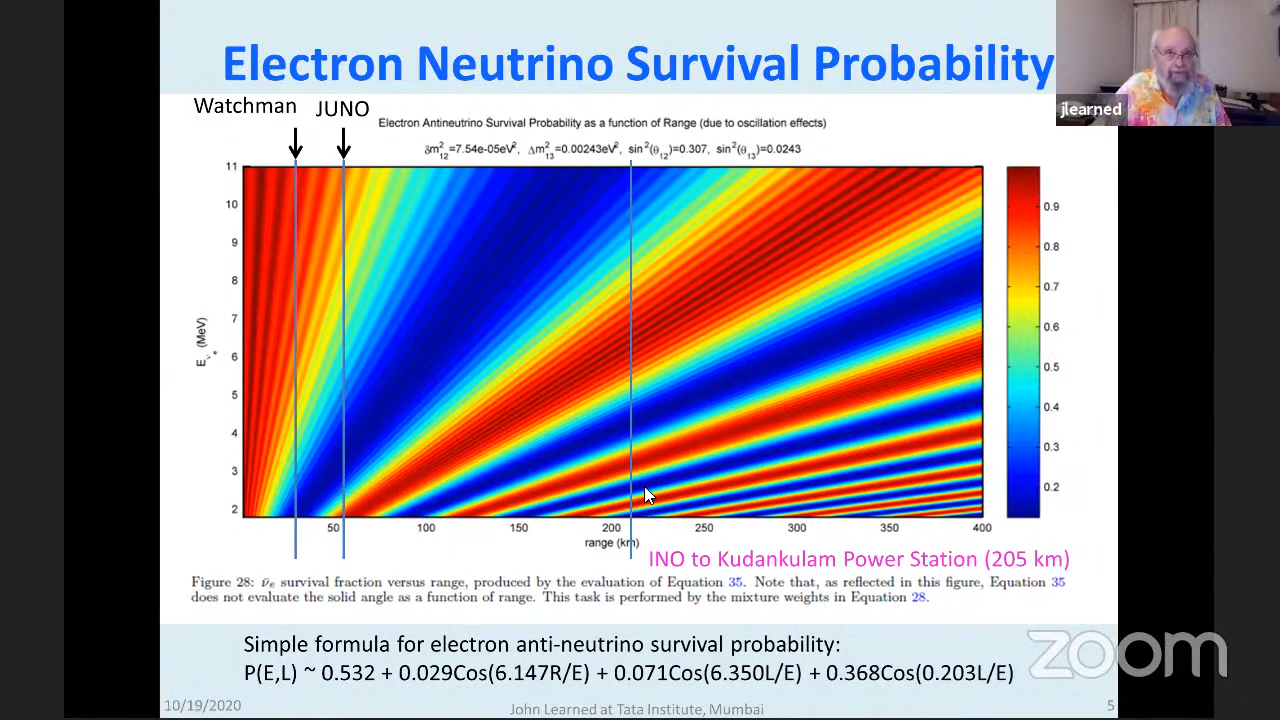 Electron Neutrino Survival Probability
jlearned
Watchman
JUNO
Electron Antineutrino Survival Probability as a function of Range (due to oscillation effects)
δm²₁₂=7.54e-05eV², Δm²₁₃=0.00243eV², sin²(θ₁₂)=0.307, sin²(θ₁₃)=0.0243
11
10
9
8
7
6
5
4
3
2
E_νₑ (MeV)
50 100 150 200 250 300 350 400
range (km)
0.9
0.8
0.7
0.6
0.5
0.4
0.3
0.2
INO to Kudankulam Power Station (205 km)
Figure 28: ν̄ₑ survival fraction versus range, produced by the evaluation of Equation 35. Note that, as reflected in this figure, Equation 35
does not evaluate the solid angle as a function of range. This task is performed by the mixture weights in Equation 28.
Simple formula for electron anti-neutrino survival probability:
P(E,L) ~ 0.532 + 0.029Cos(6.147R/E) + 0.071Cos(6.350L/E) + 0.368Cos(0.203L/E)
zoom
10/19/2020
John Learned at Tata Institute, Mumbai
5